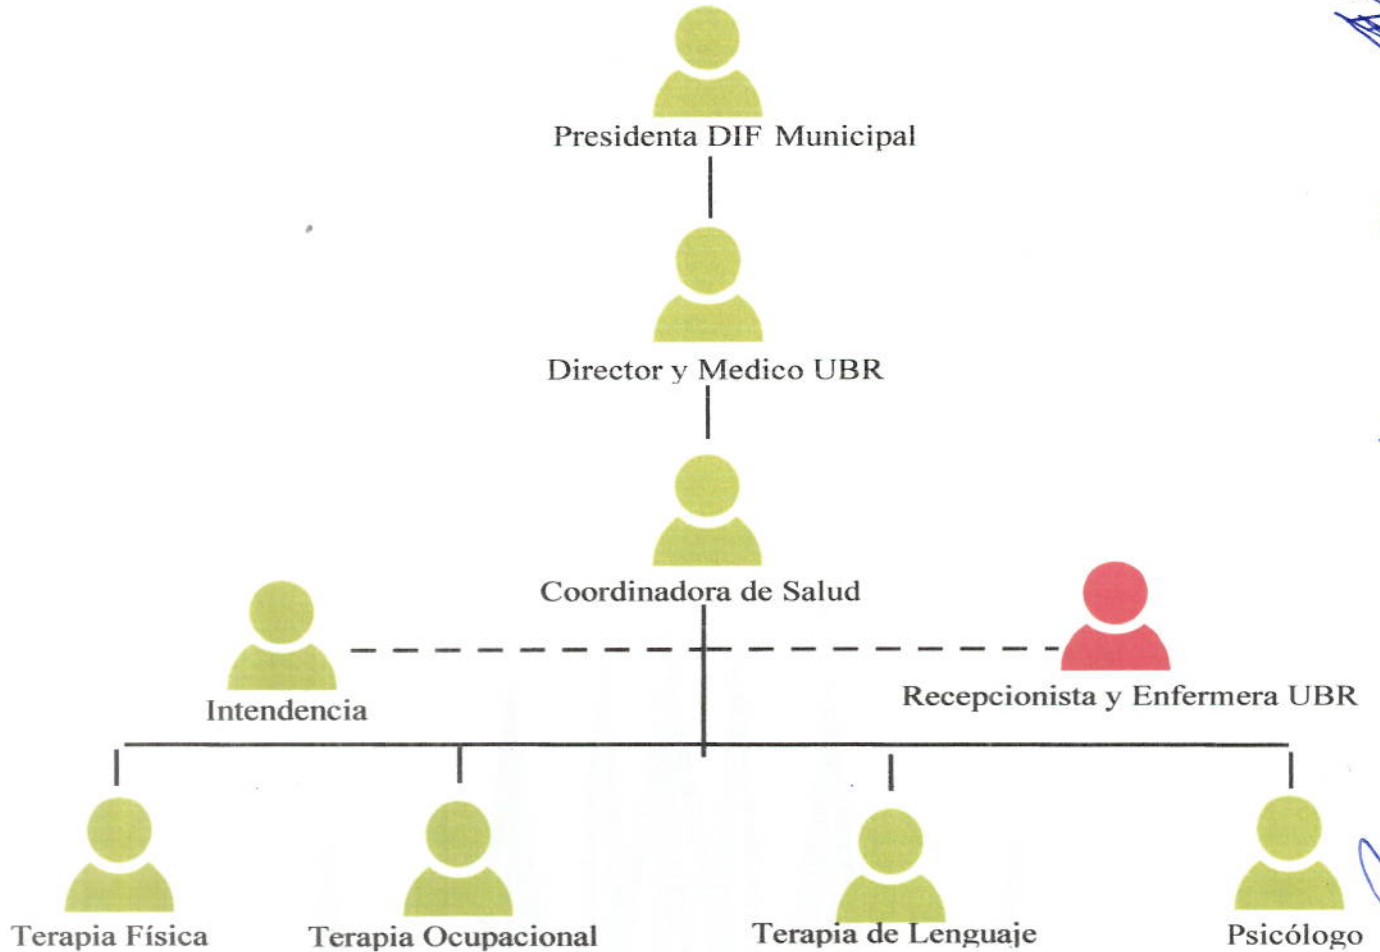 Presidenta DIF Municipal
Director y Medico UBR
Coordinadora de Salud
Intendencia
Recepcionista y Enfermera UBR
Terapia Física
Terapia Ocupacional
Terapia de Lenguaje
Psicólogo